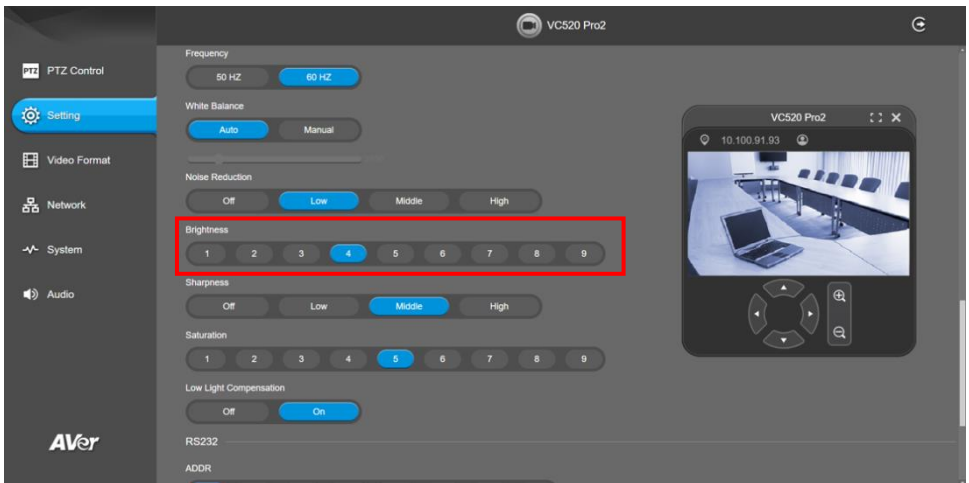 VC520 Pro2
PTZ PTZ Control
Setting
Video Format
Network
System
Audio
AVer
Frequency
50 HZ 60 HZ
White Balance
Auto Manual
Noise Reduction
Off Low Middle High
Brightness
1 2 3 4 5 6 7 8 9
Sharpness
Off Low Middle High
Saturation
1 2 3 4 5 6 7 8 9
Low Light Compensation
Off On
RS232
ADDR
VC520 Pro2
10.100.91.93